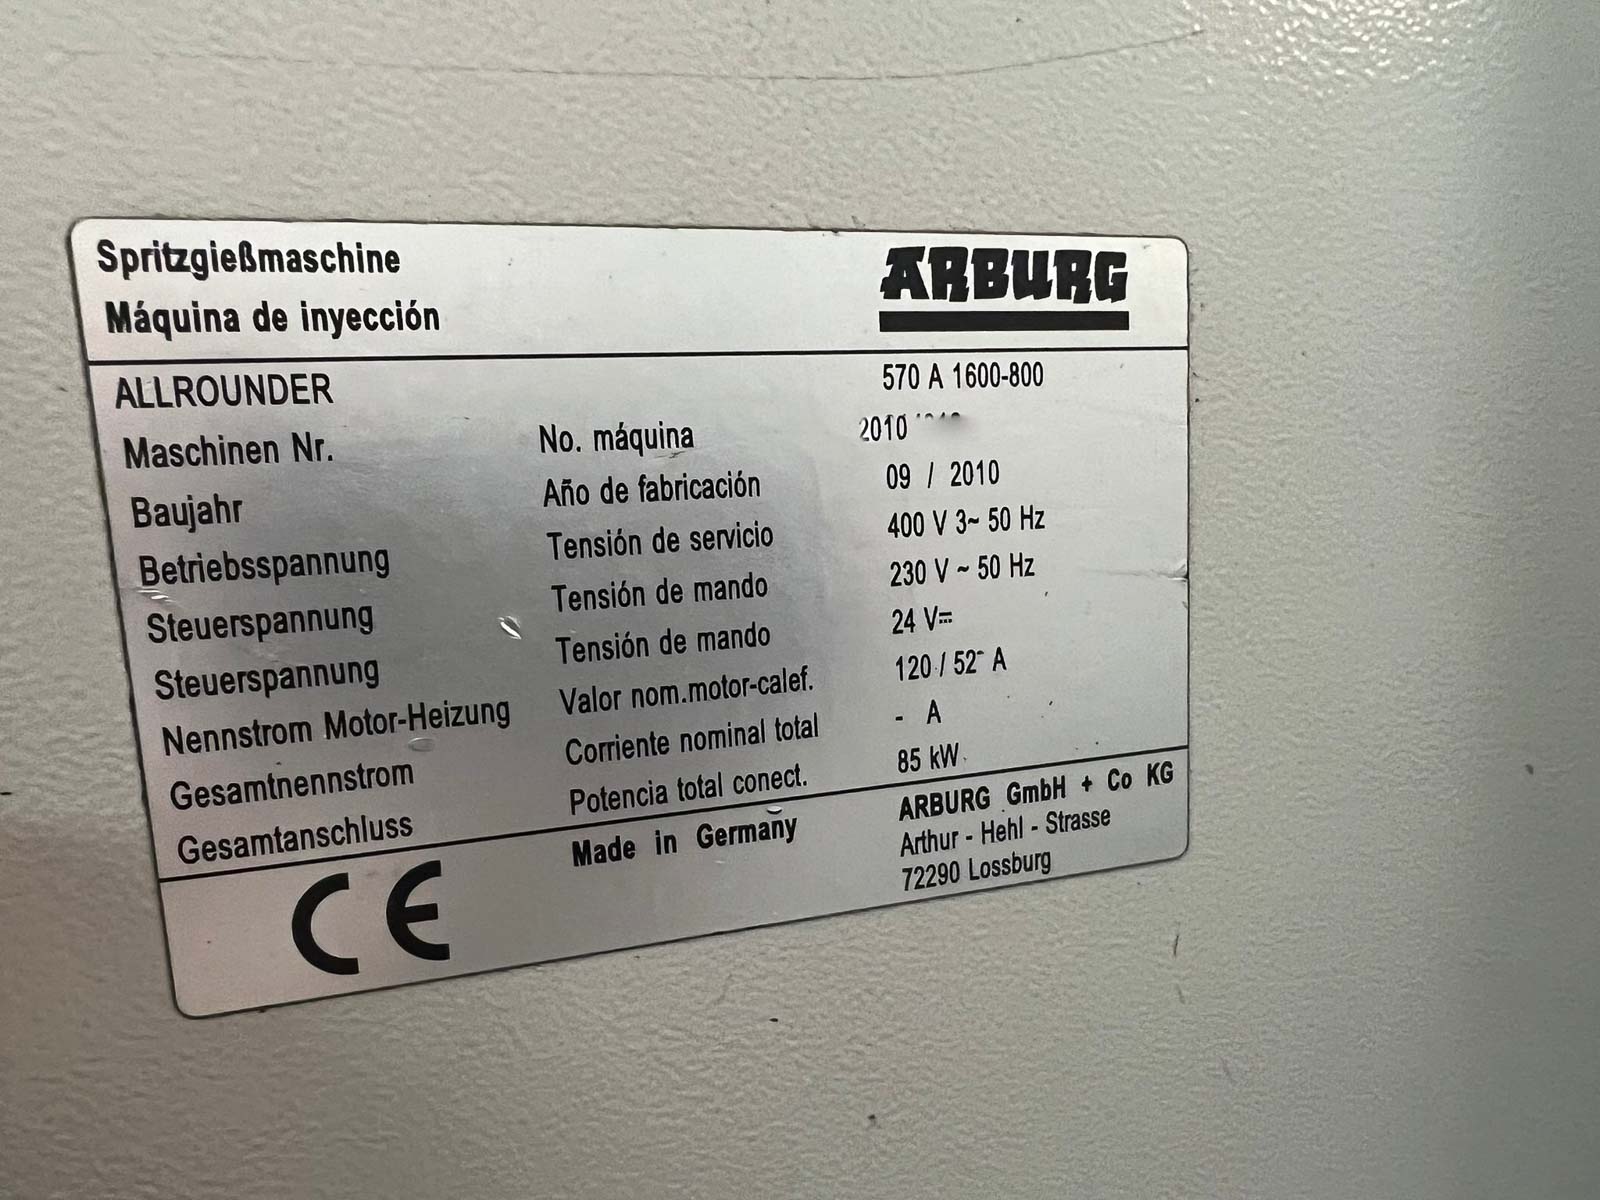 Spritzgießmaschine
Máquina de inyección
ARBURG
ALLROUNDER 570 A 1600-800
Maschinen Nr. No. máquina 2010
Baujahr Año de fabricación 09 / 2010
Betriebsspannung Tensión de servicio 400 V 3~ 50 Hz
Steuerspannung Tensión de mando 230 V ~ 50 Hz
Steuerspannung Tensión de mando 24 V⎓
Nennstrom Motor-Heizung Valor nom.motor-calef. 120 / 52 A
Gesamtnennstrom Corriente nominal total - A
Gesamtanschluss Potencia total conect. 85 kW
CE
Made in Germany
ARBURG GmbH + Co KG
Arthur - Hehl - Strasse
72290 Lossburg